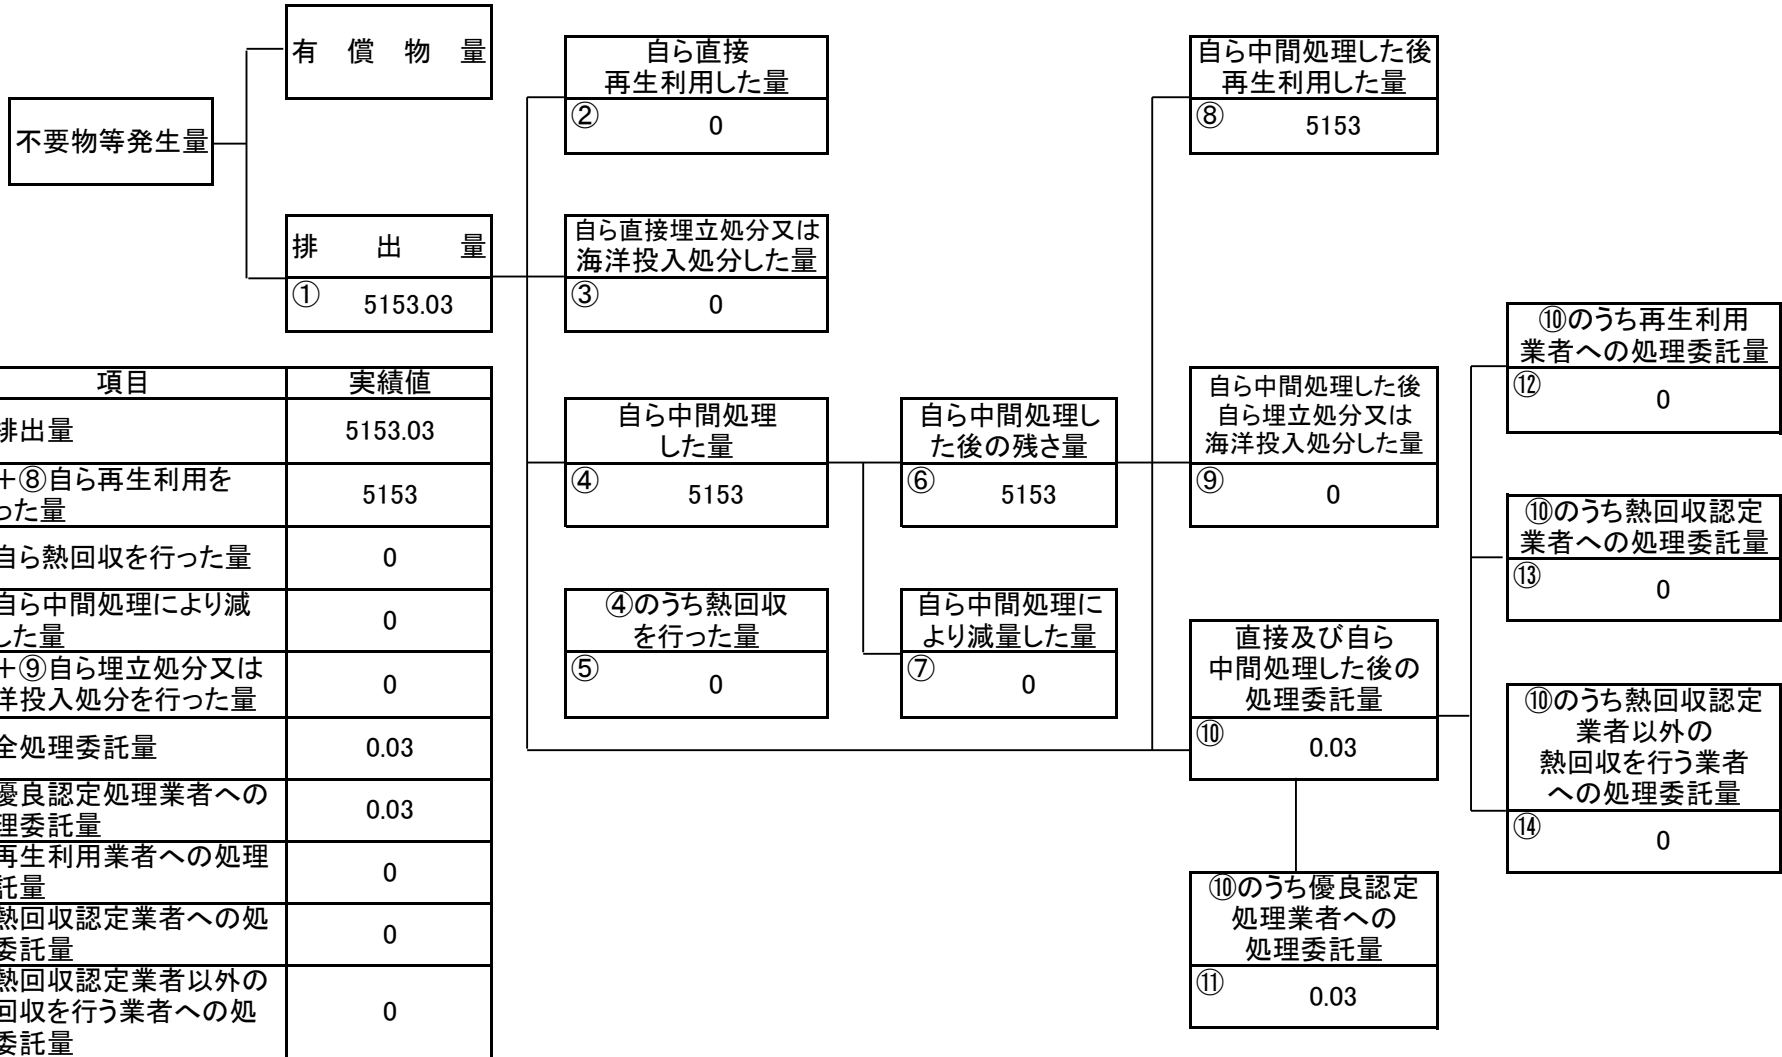 有償物量
不要物等発生量
排出量
①
5153.03
自ら直接
再生利用した量
②
0
自ら直接埋立処分又は
海洋投入処分した量
③
0
自ら中間処理
した量
④
5153
④のうち熱回収
を行った量
⑤
0
自ら中間処理し
た後の残さ量
⑥
5153
自ら中間処理に
より減量した量
⑦
0
自ら中間処理した後
再生利用した量
⑧
5153
自ら中間処理した後
自ら埋立処分又は
海洋投入処分した量
⑨
0
直接及び自ら
中間処理した後の
処理委託量
⑩
0.03
⑩のうち優良認定
処理業者への
処理委託量
⑪
0.03
⑩のうち再生利用
業者への処理委託量
⑫
0
⑩のうち熱回収認定
業者への処理委託量
⑬
0
⑩のうち熱回収認定
業者以外の
熱回収を行う業者
への処理委託量
⑭
0
項目 実績値
排出量 5153.03
+⑧自ら再生利用を
った量
5153
自ら熱回収を行った量 0
自ら中間処理により減
した量
0
+⑨自ら埋立処分又は
洋投入処分を行った量
0
全処理委託量 0.03
優良認定処理業者への
理委託量
0.03
再生利用業者への処理
託量
0
熱回収認定業者への処
委託量
0
熱回収認定業者以外の
回収を行う業者への処
委託量
0